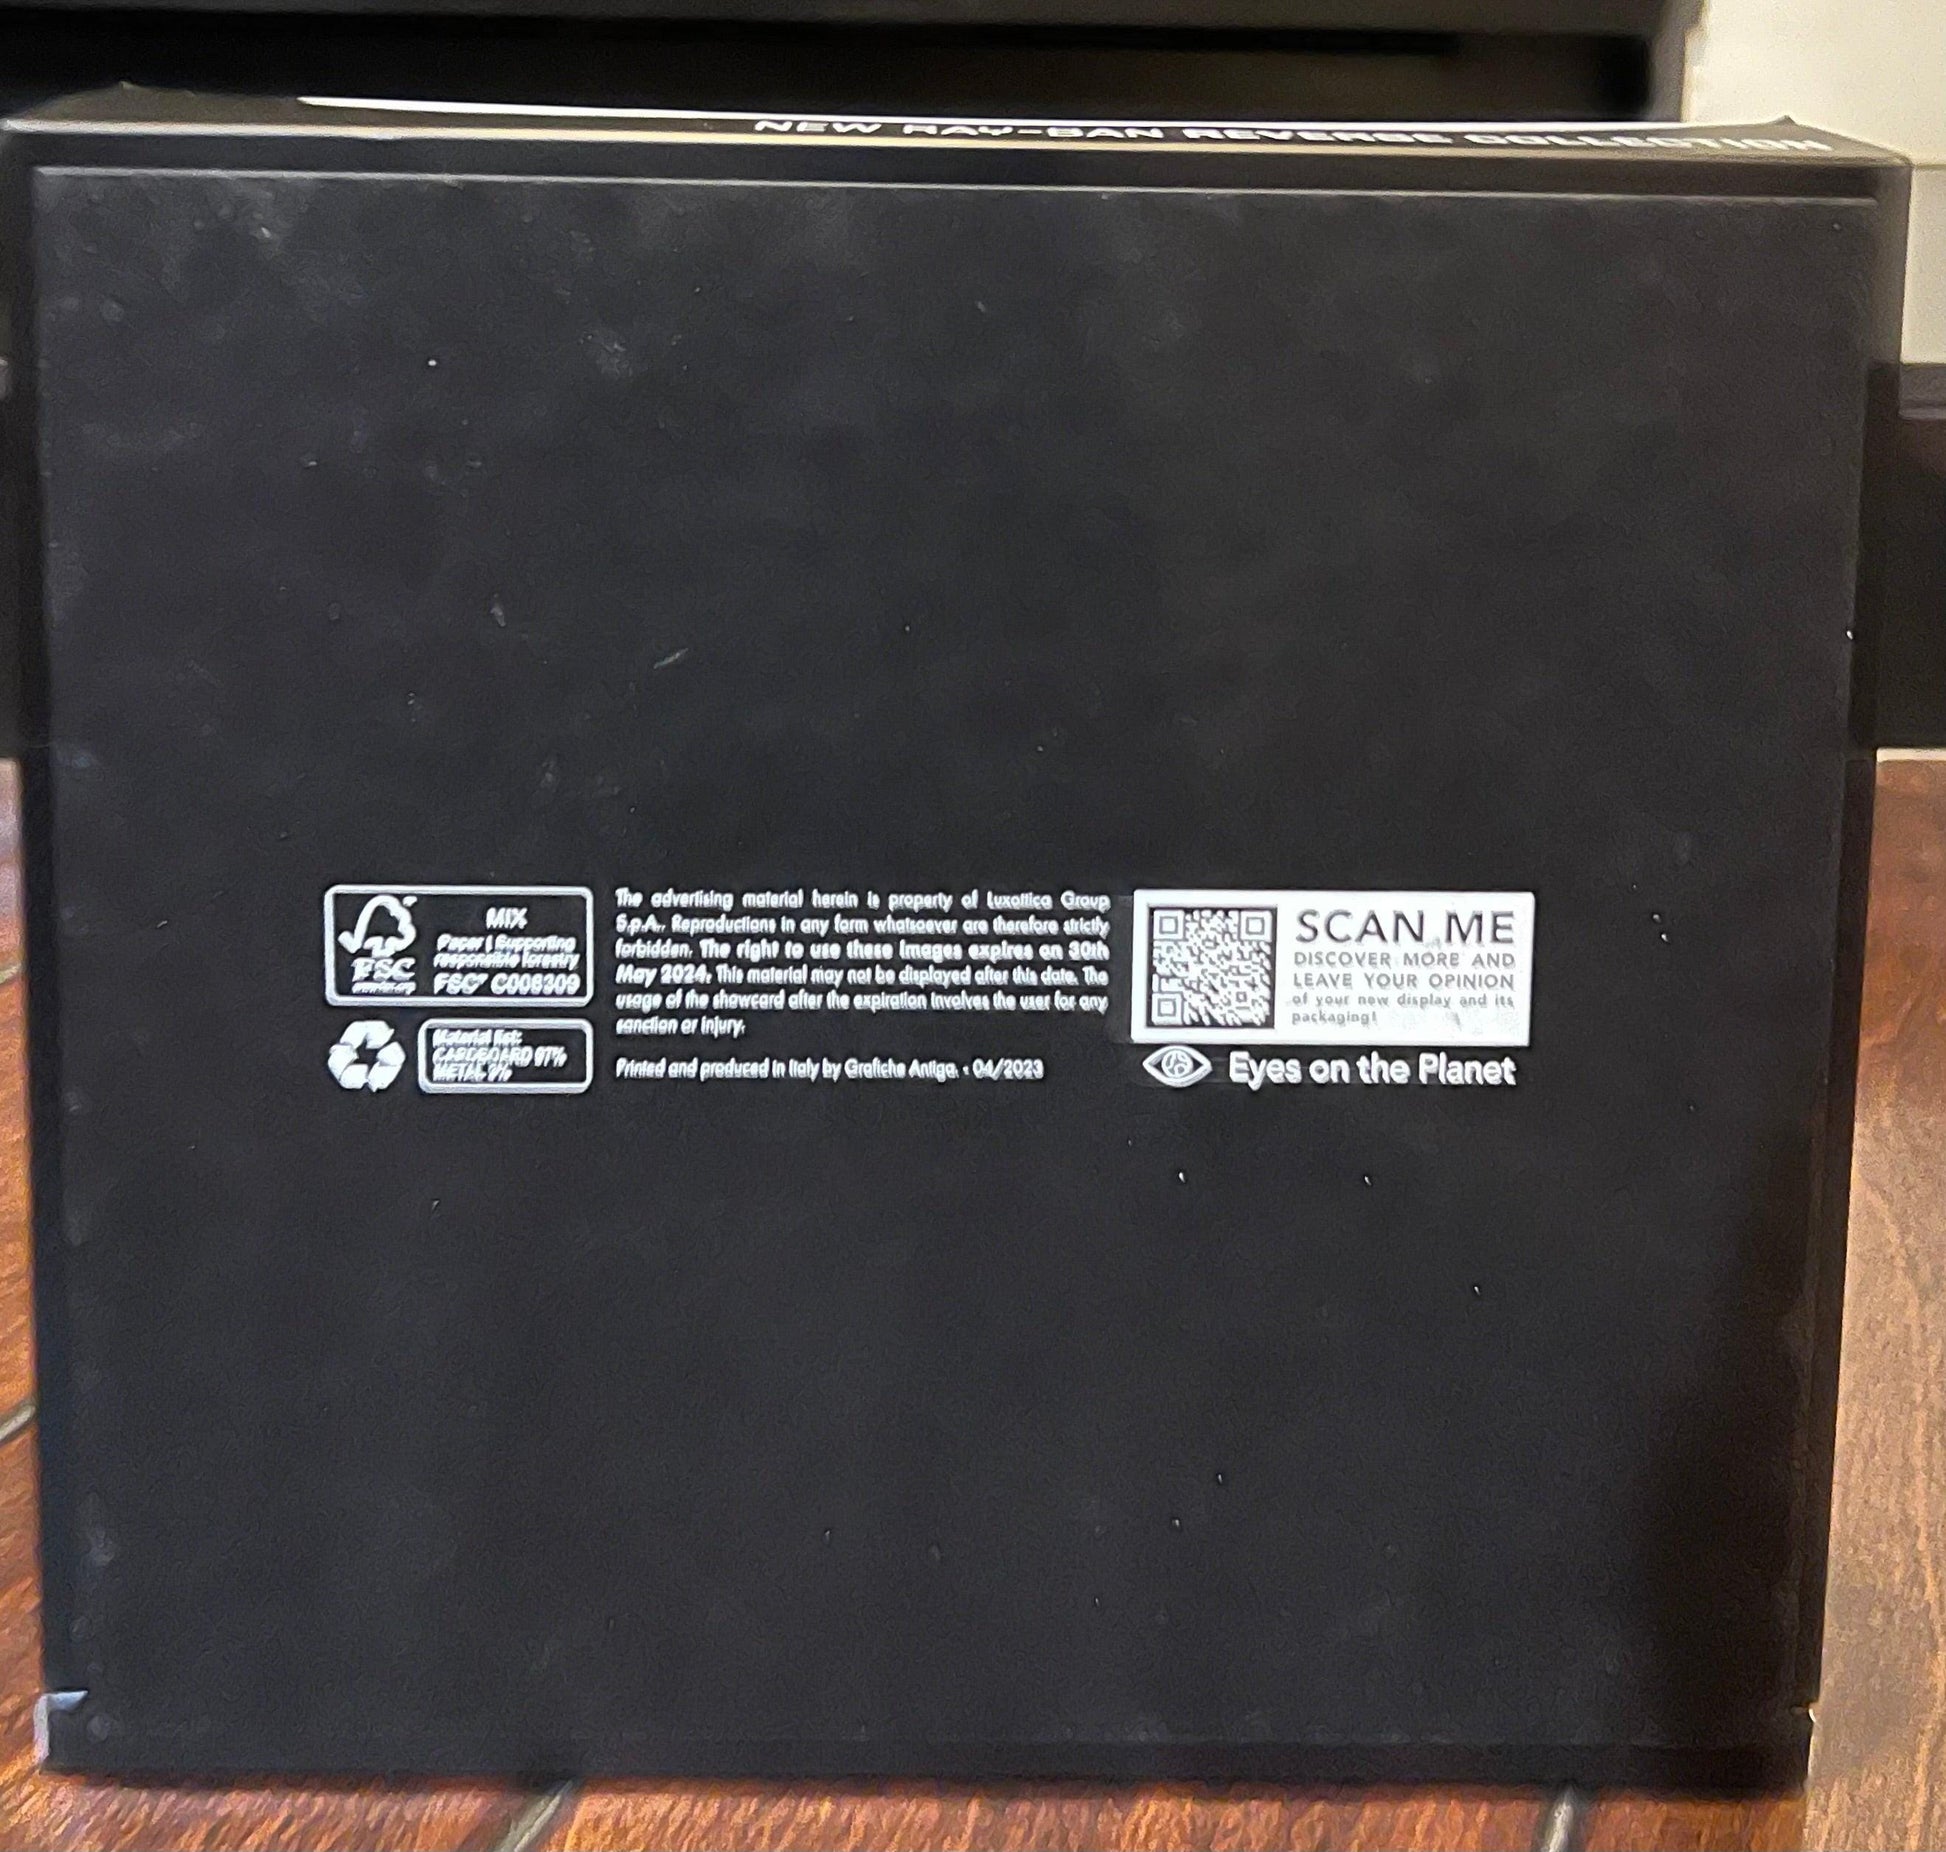 NEW RAY-BAN REVERSE COLLECTION
MIX
Paper | Supporting
responsible forestry
FSC® C008309
FSC
Material list:
CARDBOARD 97%
METAL 3%
The advertising material herein is property of Luxottica Group
S.p.A.. Reproductions in any form whatsoever are therefore strictly
forbidden. The right to use these images expires on 30th
May 2024. This material may not be displayed after this date. The
usage of the showcard after the expiration involves the user for any
sanction or injury.
Printed and produced in Italy by Grafiche Antiga. - 04/2023
SCAN ME
DISCOVER MORE AND
LEAVE YOUR OPINION
of your new display and its
packaging!
Eyes on the Planet